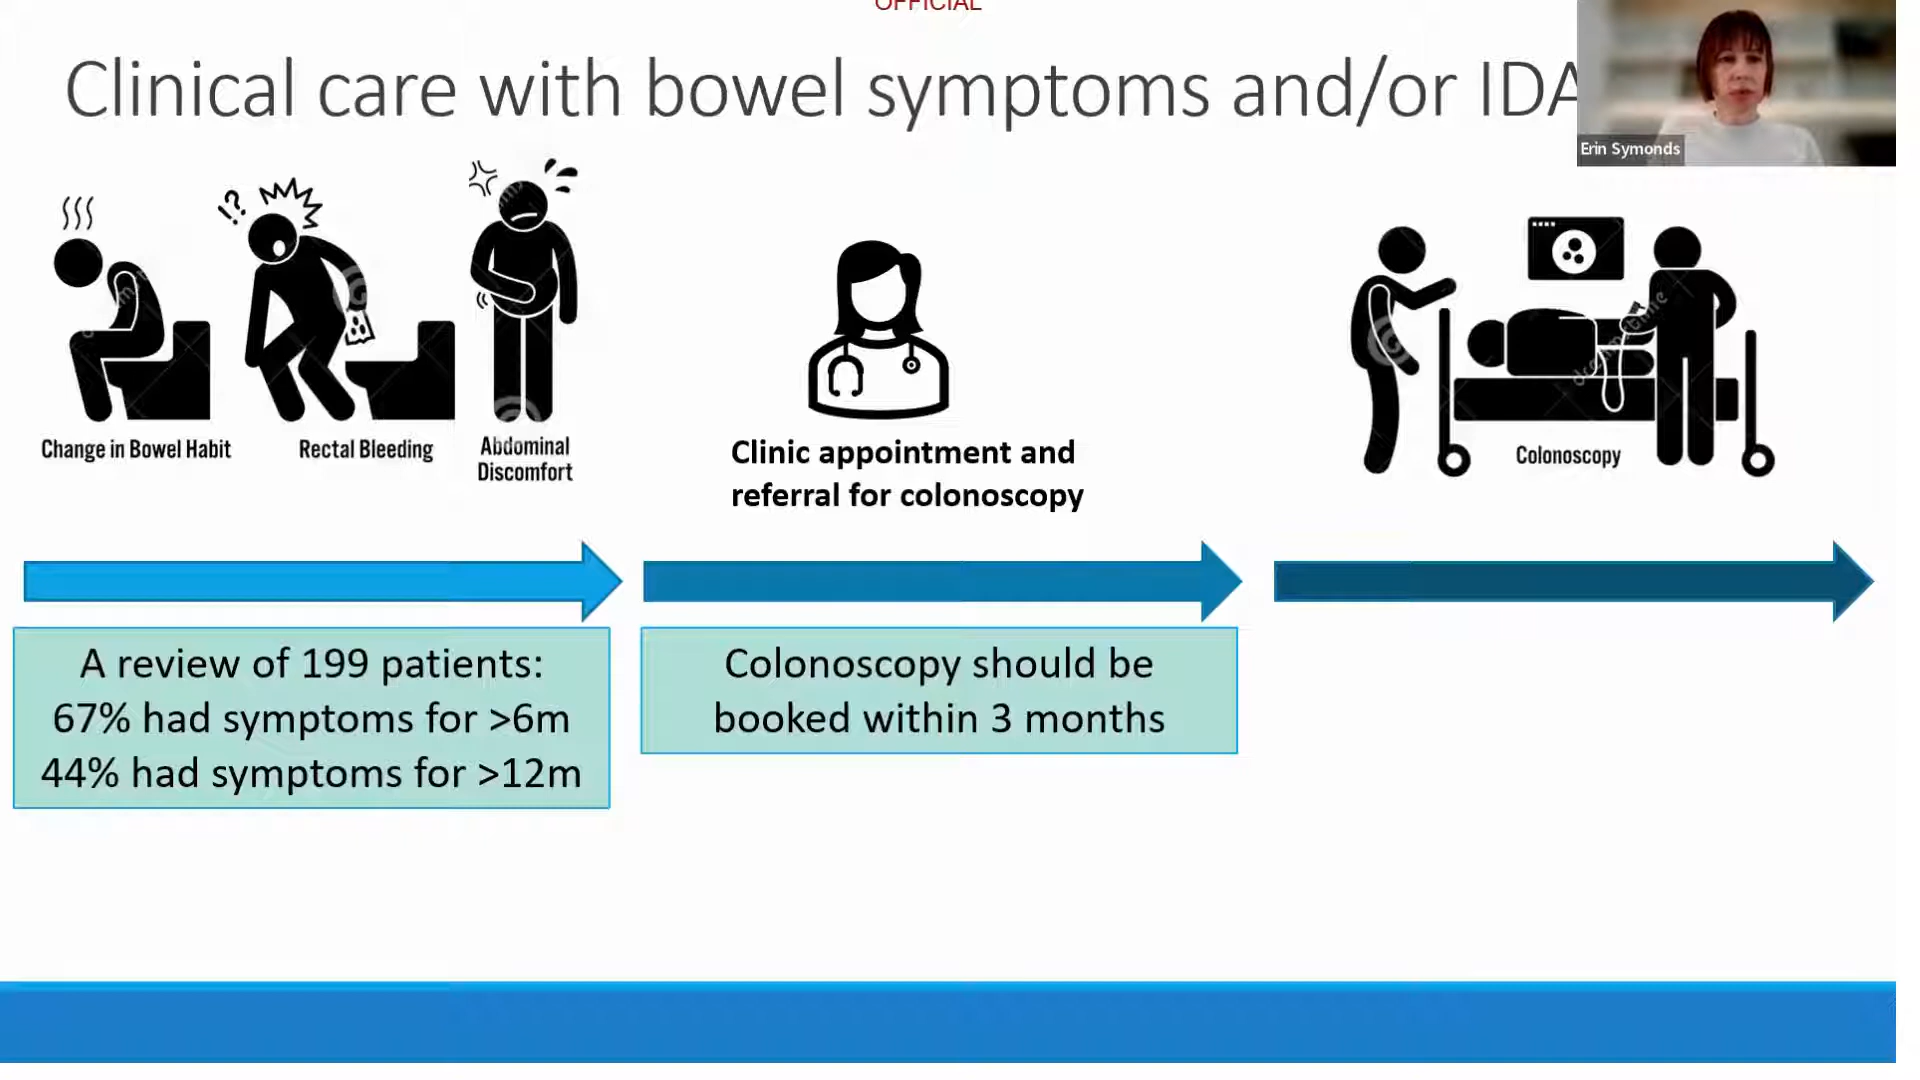 OFFICIAL
Clinical care with bowel symptoms and/or IDA
Erin Symonds
!?
Change in Bowel Habit
Rectal Bleeding
Abdominal
Discomfort
Clinic appointment and
referral for colonoscopy
Colonoscopy
A review of 199 patients:
67% had symptoms for >6m
44% had symptoms for >12m
Colonoscopy should be
booked within 3 months